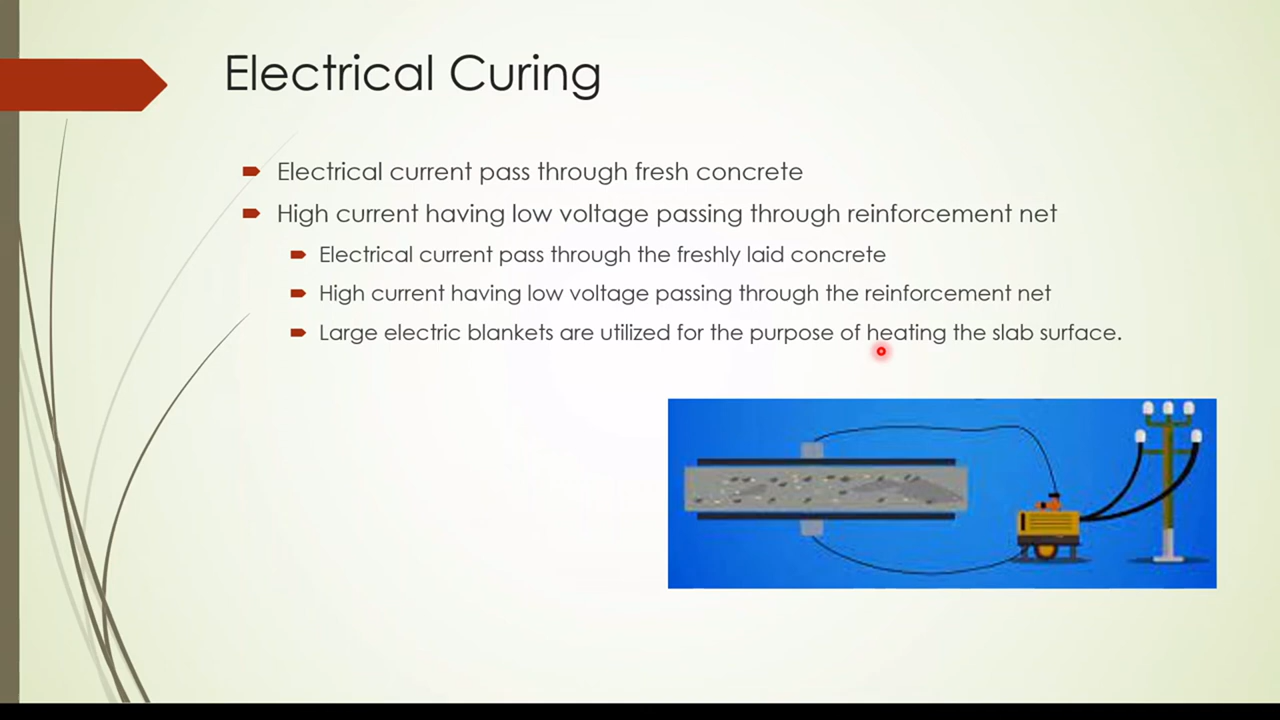 Electrical Curing
Electrical current pass through fresh concrete
High current having low voltage passing through reinforcement net
Electrical current pass through the freshly laid concrete
High current having low voltage passing through the reinforcement net
Large electric blankets are utilized for the purpose of heating the slab surface.